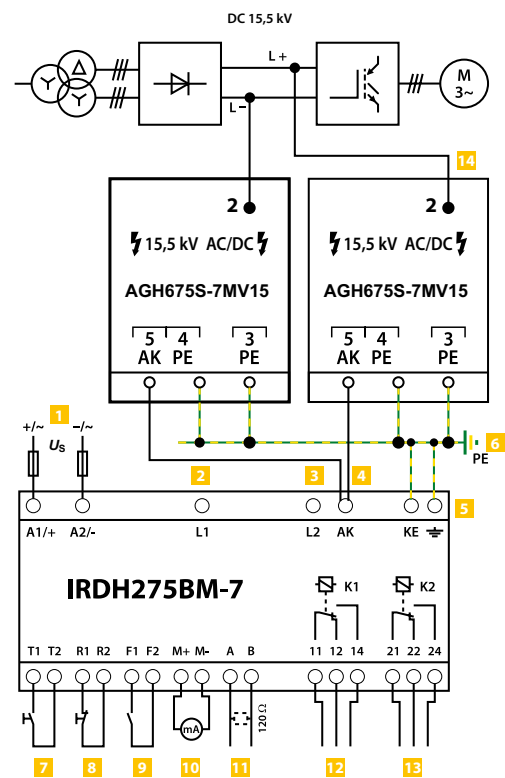 DC 15,5 kV
L +
L −
Y Δ
Y
M
3~
14
2 2
15,5 kV AC/DC 15,5 kV AC/DC
AGH675S-7MV15 AGH675S-7MV15
5 4 3 5 4 3
AK PE PE AK PE PE
1
+/~ US −/~
2 3 4 6
PE
5
A1/+ A2/- L1 L2 AK KE
IRDH275BM-7
K1 K2
T1 T2 R1 R2 F1 F2 M+ M- A B 11 12 14 21 22 24
mA
120 Ω
7 8 9 10 11 12 13